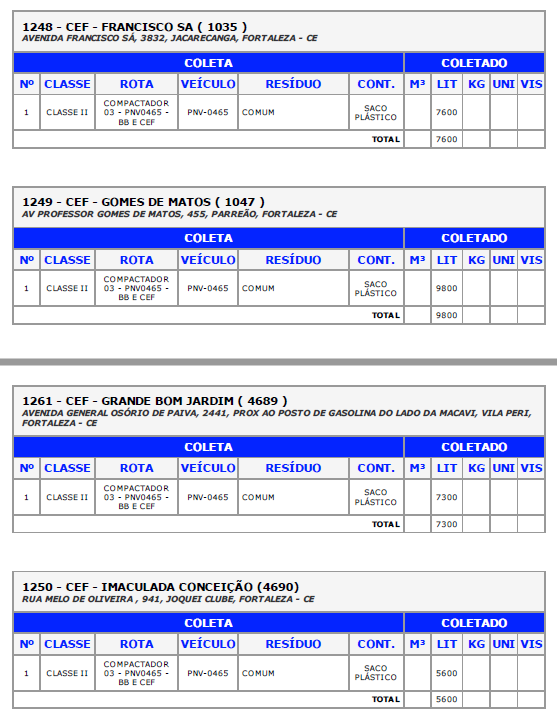 1248 - CEF - FRANCISCO SA ( 1035 )
AVENIDA FRANCISCO SÁ, 3832, JACARECANGA, FORTALEZA - CE
COLETA COLETADO
Nº CLASSE ROTA VEÍCULO RESÍDUO CONT. M³ LIT KG UNI VIS
1 CLASSE II COMPACTADOR 03 - PNV0465 - BB E CEF PNV-0465 COMUM SACO PLÁSTICO 7600
TOTAL 7600
1249 - CEF - GOMES DE MATOS ( 1047 )
AV PROFESSOR GOMES DE MATOS, 455, PARREÃO, FORTALEZA - CE
COLETA COLETADO
Nº CLASSE ROTA VEÍCULO RESÍDUO CONT. M³ LIT KG UNI VIS
1 CLASSE II COMPACTADOR 03 - PNV0465 - BB E CEF PNV-0465 COMUM SACO PLÁSTICO 9800
TOTAL 9800
1261 - CEF - GRANDE BOM JARDIM ( 4689 )
AVENIDA GENERAL OSÓRIO DE PAIVA, 2441, PROX AO POSTO DE GASOLINA DO LADO DA MACAVI, VILA PERI,
FORTALEZA - CE
COLETA COLETADO
Nº CLASSE ROTA VEÍCULO RESÍDUO CONT. M³ LIT KG UNI VIS
1 CLASSE II COMPACTADOR 03 - PNV0465 - BB E CEF PNV-0465 COMUM SACO PLÁSTICO 7300
TOTAL 7300
1250 - CEF - IMACULADA CONCEIÇÃO (4690)
RUA MELO DE OLIVEIRA , 941, JOQUEI CLUBE, FORTALEZA - CE
COLETA COLETADO
Nº CLASSE ROTA VEÍCULO RESÍDUO CONT. M³ LIT KG UNI VIS
1 CLASSE II COMPACTADOR 03 - PNV0465 - BB E CEF PNV-0465 COMUM SACO PLÁSTICO 5600
TOTAL 5600